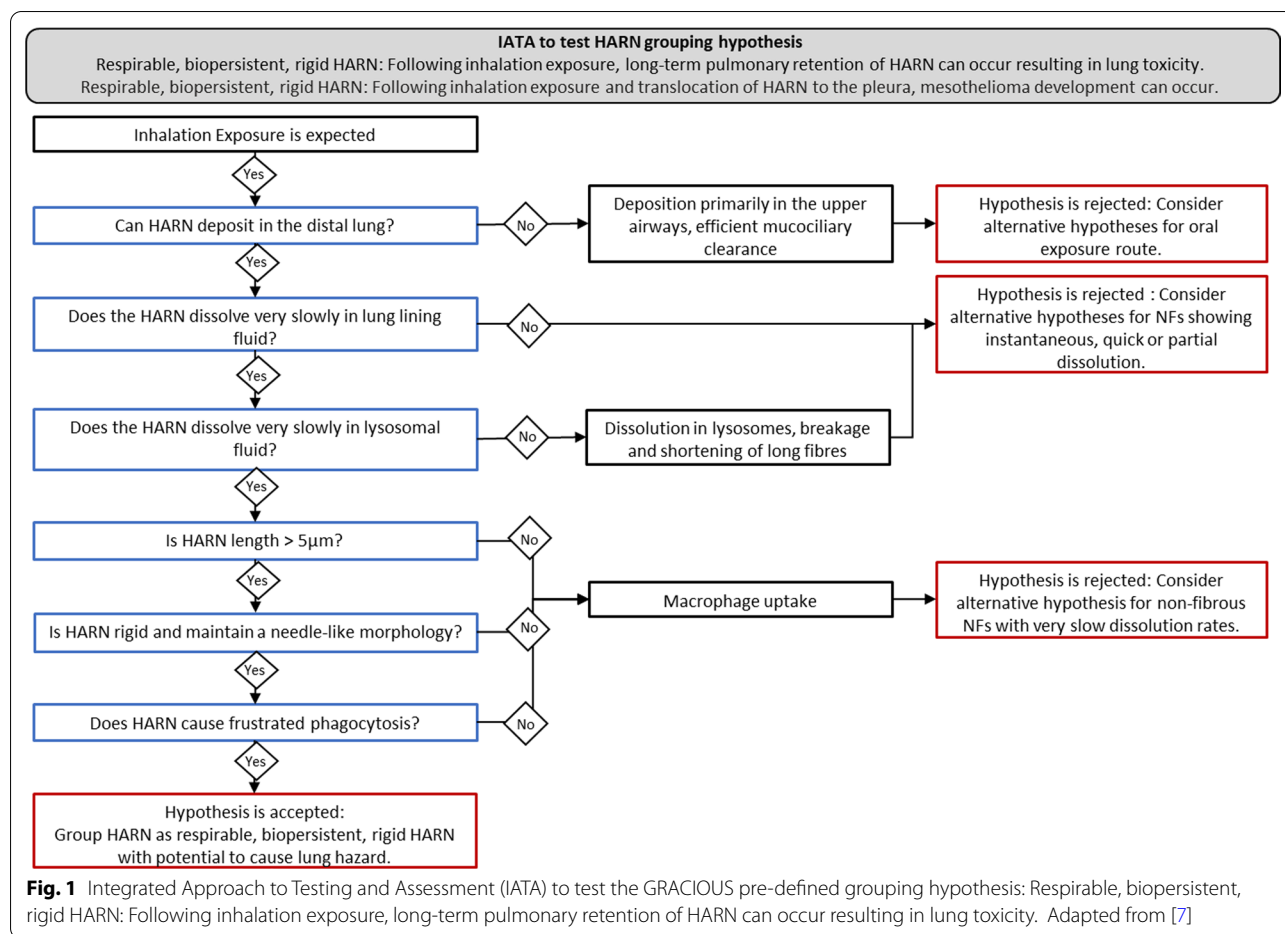 IATA to test HARN grouping hypothesis
Respirable, biopersistent, rigid HARN: Following inhalation exposure, long-term pulmonary retention of HARN can occur resulting in lung toxicity.
Respirable, biopersistent, rigid HARN: Following inhalation exposure and translocation of HARN to the pleura, mesothelioma development can occur.
Inhalation Exposure is expected
Yes
Can HARN deposit in the distal lung?
No
Deposition primarily in the upper
airways, efficient mucociliary
clearance
Hypothesis is rejected: Consider
alternative hypotheses for oral
exposure route.
Yes
Does the HARN dissolve very slowly in lung lining
fluid?
No
Hypothesis is rejected : Consider
alternative hypotheses for NFs showing
instantaneous, quick or partial
dissolution.
Yes
Does the HARN dissolve very slowly in lysosomal
fluid?
No
Dissolution in lysosomes, breakage
and shortening of long fibres
Yes
Is HARN length > 5µm?
No
Yes
Macrophage uptake
Hypothesis is rejected: Consider
alternative hypothesis for non-fibrous
NFs with very slow dissolution rates.
Is HARN rigid and maintain a needle-like morphology?
No
Yes
Does HARN cause frustrated phagocytosis?
No
Yes
Hypothesis is accepted:
Group HARN as respirable, biopersistent, rigid HARN
with potential to cause lung hazard.
Fig. 1 Integrated Approach to Testing and Assessment (IATA) to test the GRACIOUS pre-defined grouping hypothesis: Respirable, biopersistent,
rigid HARN: Following inhalation exposure, long-term pulmonary retention of HARN can occur resulting in lung toxicity. Adapted from [7]